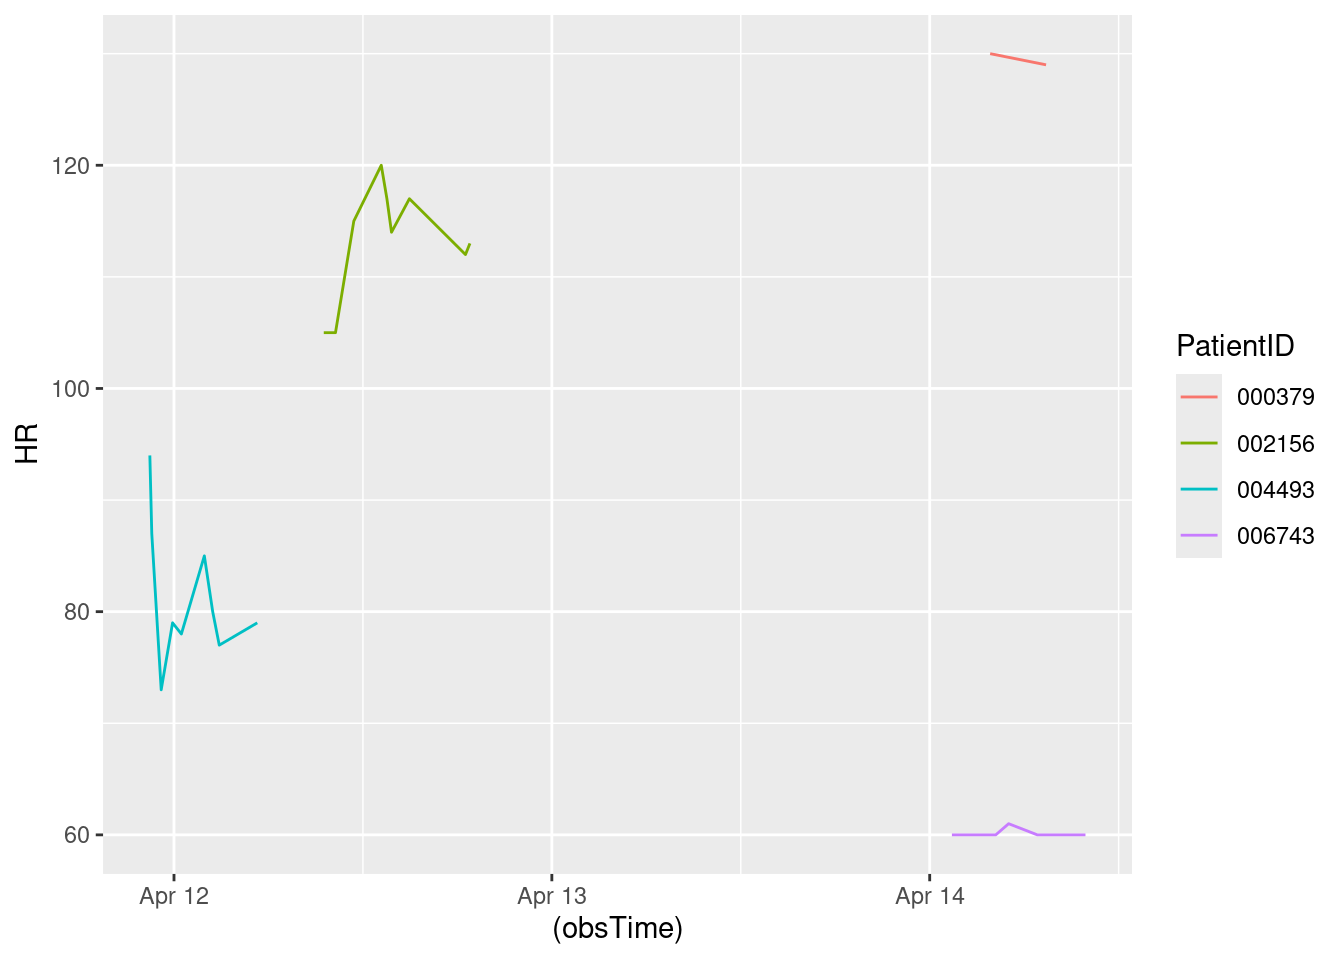 120
100
80
60
HR
Apr 12
Apr 13
Apr 14
(obsTime)
PatientID
000379
002156
004493
006743